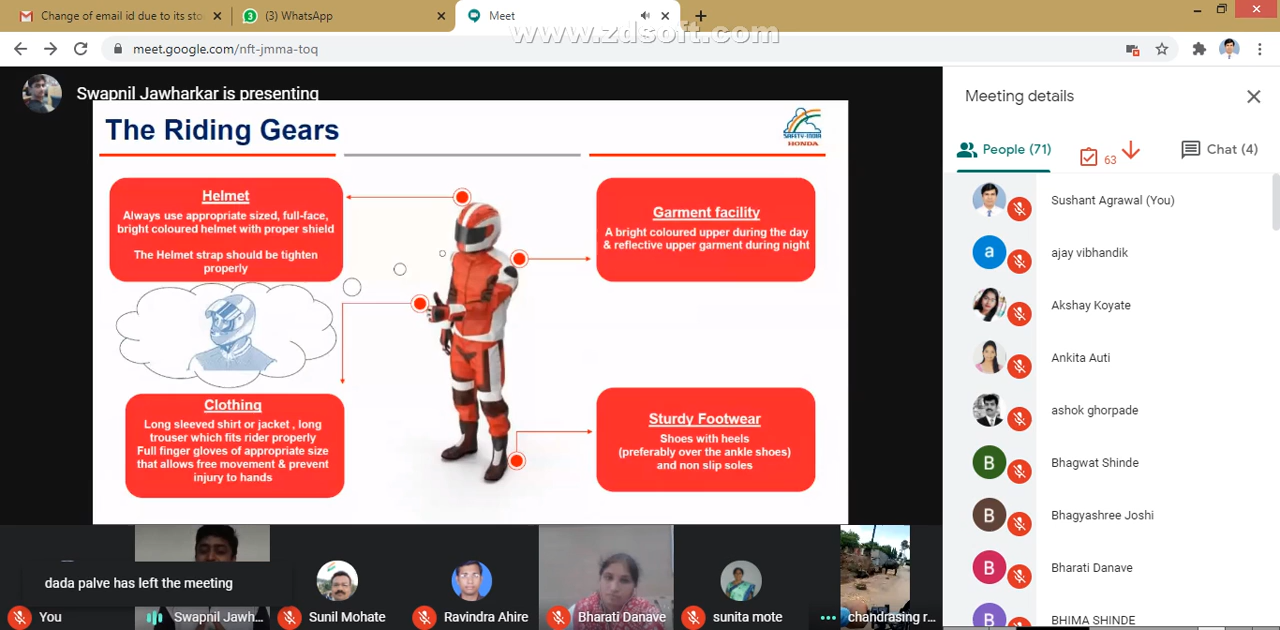 Change of email id due to its sto
(3) WhatsApp
Meet
www.zdsoft.com
meet.google.com/nft-jmma-toq
Swapnil Jawharkar is presenting
The Riding Gears
SAFETY-INDIA
HONDA
Helmet
Always use appropriate sized, full-face,
bright coloured helmet with proper shield
The Helmet strap should be tighten
properly
Garment facility
A bright coloured upper during the day
& reflective upper garment during night
Clothing
Long sleeved shirt or jacket , long
trouser which fits rider properly
Full finger gloves of appropriate size
that allows free movement & prevent
injury to hands
Sturdy Footwear
Shoes with heels
(preferably over the ankle shoes)
and non slip soles
dada palve has left the meeting
You
Swapnil Jawh...
Sunil Mohate
Ravindra Ahire
Bharati Danave
sunita mote
chandrasing r...
Meeting details
People (71)
63
Chat (4)
Sushant Agrawal (You)
a
ajay vibhandik
Akshay Koyate
Ankita Auti
ashok ghorpade
B
Bhagwat Shinde
B
Bhagyashree Joshi
B
Bharati Danave
B
BHIMA SHINDE